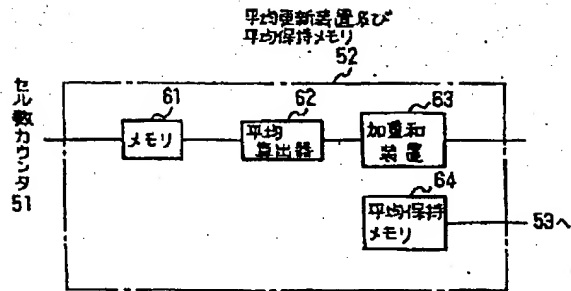 平均更新装置及び
平均保持メモリ
52
セル数カウンタ
51
61
メモリ
62
平均
算出器
63
加重和
装置
64
平均保持
メモリ
53へ